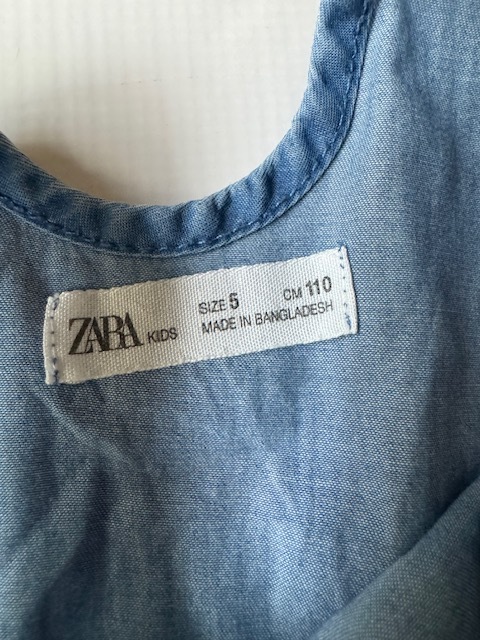 ZARA KIDS
SIZE 5 CM 110
MADE IN BANGLADESH